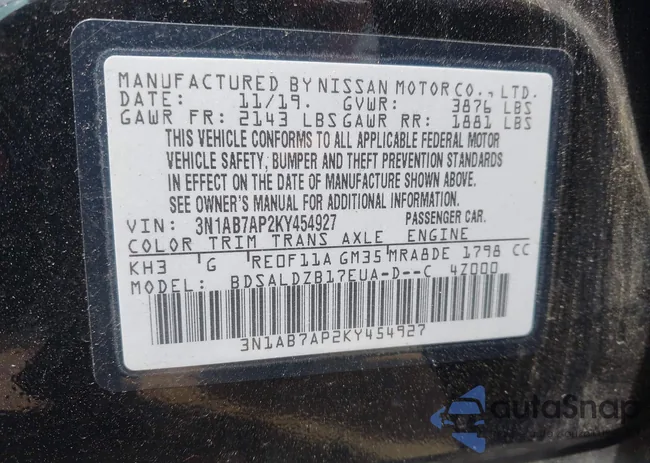 MANUFACTURED BY NISSAN MOTOR CO., LTD.
DATE: 11/19. GVWR: 3876 LBS
GAWR FR: 2143 LBS GAWR RR: 1881 LBS
THIS VEHICLE CONFORMS TO ALL APPLICABLE FEDERAL MOTOR
VEHICLE SAFETY, BUMPER AND THEFT PREVENTION STANDARDS
IN EFFECT ON THE DATE OF MANUFACTURE SHOWN ABOVE.
SEE OWNER'S MANUAL FOR ADDITIONAL INFORMATION.
VIN: 3N1AB7AP2KY454927 PASSENGER CAR.
COLOR TRIM TRANS AXLE ENGINE
KH3 G RE0F11A GM35 MRA8DE 1798 CC
MODEL: BDSALDZB17EUA-D--C 4Z000
3N1AB7AP2KY454927
autoSnap